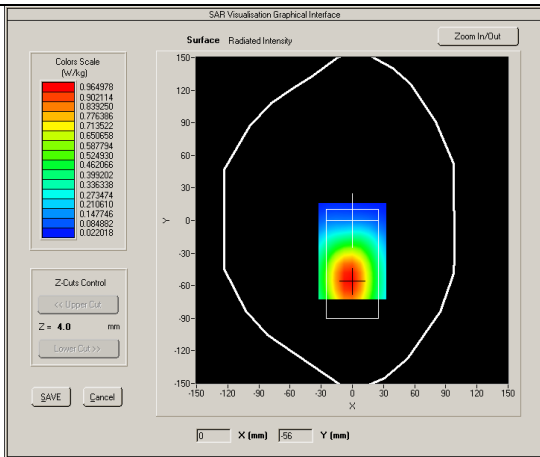 SAR Visualisation Graphical Interface
Surface Radiated Intensity
Zoom In/Out
Colors Scale
(W/kg)
0.964978
0.902114
0.839250
0.776386
0.713522
0.650658
0.587794
0.524930
0.462066
0.399202
0.336338
0.273474
0.210610
0.147746
0.084882
0.022018
Z-Cuts Control
<< Upper Cut
Z = 4.0 mm
Lower Cut >>
SAVE Cancel
150-
120-
90-
60-
30-
0-
-30-
-60-
-90-
-120-
-150-
Y
-150 -120 -90 -60 -30 0 30 60 90 120 150
X
0 X (mm) -56 Y (mm)